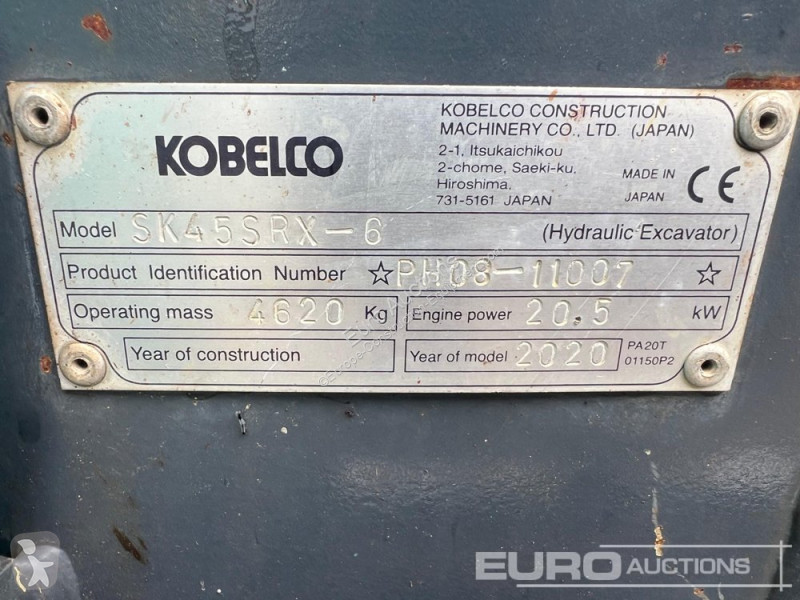 KOBELCO
KOBELCO CONSTRUCTION
MACHINERY CO., LTD. (JAPAN)
2-1, Itsukaichikou
2-chome, Saeki-ku,
Hiroshima,
731-5161 JAPAN
MADE IN
JAPAN
CE
Model SK45SRX-6 (Hydraulic Excavator)
Product Identification Number ☆PH08-11007 ☆
Operating mass 4620 Kg
Engine power 20.5 kW
Year of construction
Year of model 2020
PA20T
01150P2
EURO AUCTIONS